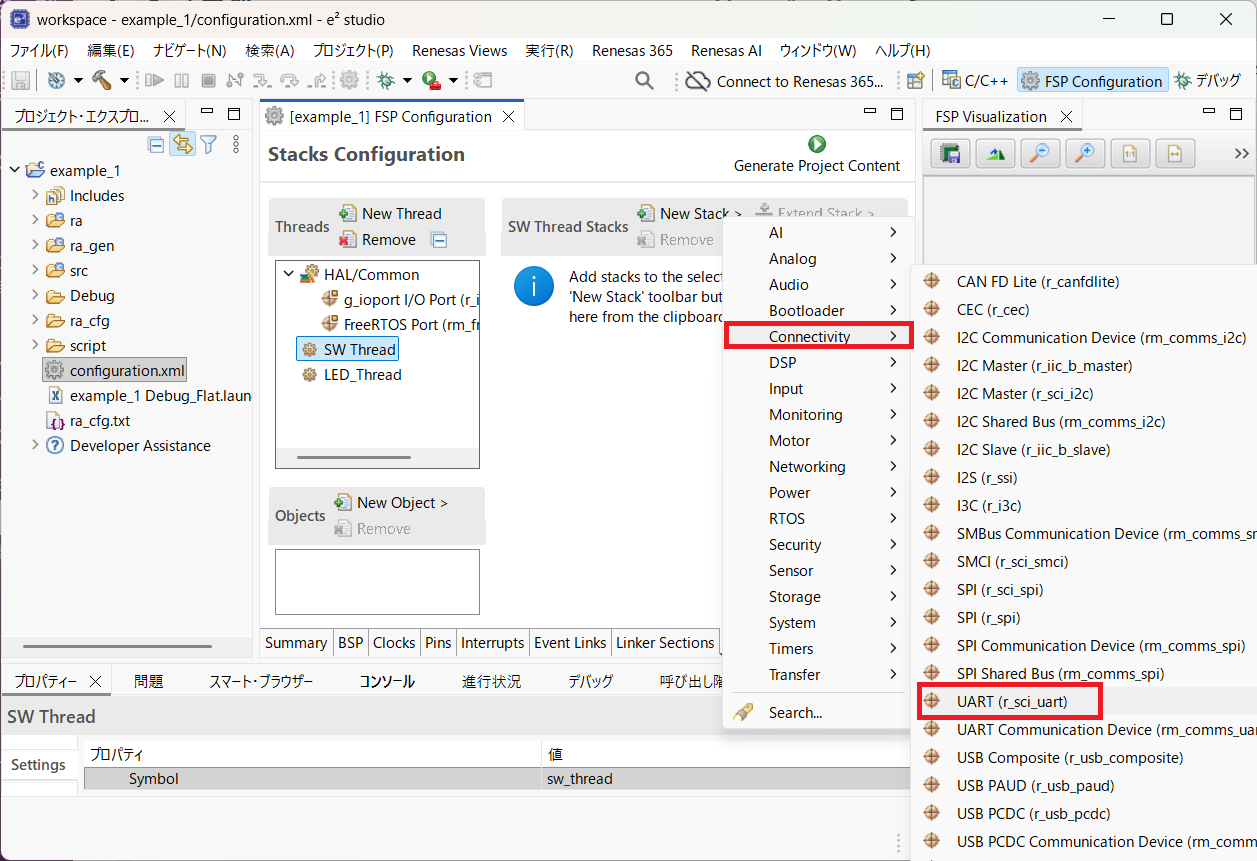 workspace - example_1/configuration.xml - e² studio
ファイル(F) 編集(E) ナビゲート(N) 検索(A) プロジェクト(P) Renesas Views 実行(R) Renesas 365 Renesas AI ウィンドウ(W) ヘルプ(H)
Connect to Renesas 365... C/C++ FSP Configuration デバッグ
プロジェクト・エクスプロ...
example_1
Includes
ra
ra_gen
src
Debug
ra_cfg
script
configuration.xml
example_1 Debug_Flat.laun
ra_cfg.txt
Developer Assistance
[example_1] FSP Configuration
Stacks Configuration
Generate Project Content
Threads
New Thread
Remove
HAL/Common
g_ioport I/O Port (r_i
FreeRTOS Port (rm_fr
SW Thread
LED_Thread
Objects
New Object >
Remove
SW Thread Stacks
New Stack >
Extend Stack >
Remove
Add stacks to the selec
'New Stack' toolbar but
here from the clipboard
Summary BSP Clocks Pins Interrupts Event Links Linker Sections
AI
Analog
Audio
Bootloader
Connectivity
DSP
Input
Monitoring
Motor
Networking
Power
RTOS
Security
Sensor
Storage
System
Timers
Transfer
Search...
FSP Visualization
1:1
CAN FD Lite (r_canfdlite)
CEC (r_cec)
I2C Communication Device (rm_comms_i2c)
I2C Master (r_iic_b_master)
I2C Master (r_sci_i2c)
I2C Shared Bus (rm_comms_i2c)
I2C Slave (r_iic_b_slave)
I2S (r_ssi)
I3C (r_i3c)
SMBus Communication Device (rm_comms_sm
SMCI (r_sci_smci)
SPI (r_sci_spi)
SPI (r_spi)
SPI Communication Device (rm_comms_spi)
SPI Shared Bus (rm_comms_spi)
UART (r_sci_uart)
UART Communication Device (rm_comms_uar
USB Composite (r_usb_composite)
USB PAUD (r_usb_paud)
USB PCDC (r_usb_pcdc)
USB PCDC Communication Device (rm_comm
プロパティー 問題 スマート・ブラウザー コンソール 進行状況 デバッグ 呼び出し階
SW Thread
Settings
プロパティ 値
Symbol sw_thread